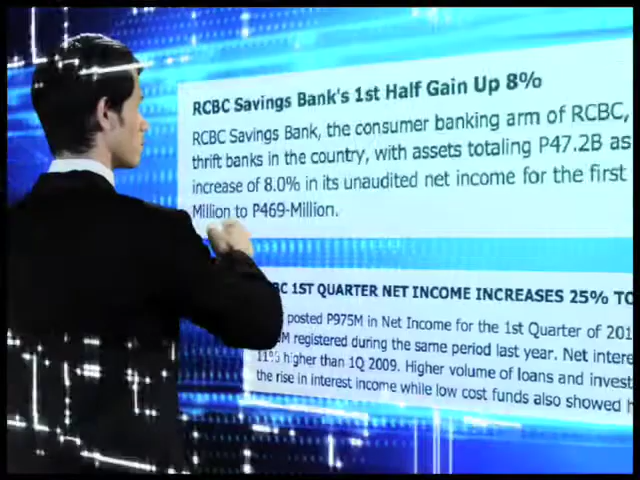 RCBC Savings Bank's 1st Half Gain Up 8%
RCBC Savings Bank, the consumer banking arm of RCBC,
thrift banks in the country, with assets totaling P47.2B as
increase of 8.0% in its unaudited net income for the first
Million to P469-Million.
BC 1ST QUARTER NET INCOME INCREASES 25% TO
posted P975M in Net Income for the 1st Quarter of 201
M registered during the same period last year. Net intere
11% higher than 1Q 2009. Higher volume of loans and invest
the rise in interest income while low cost funds also showed